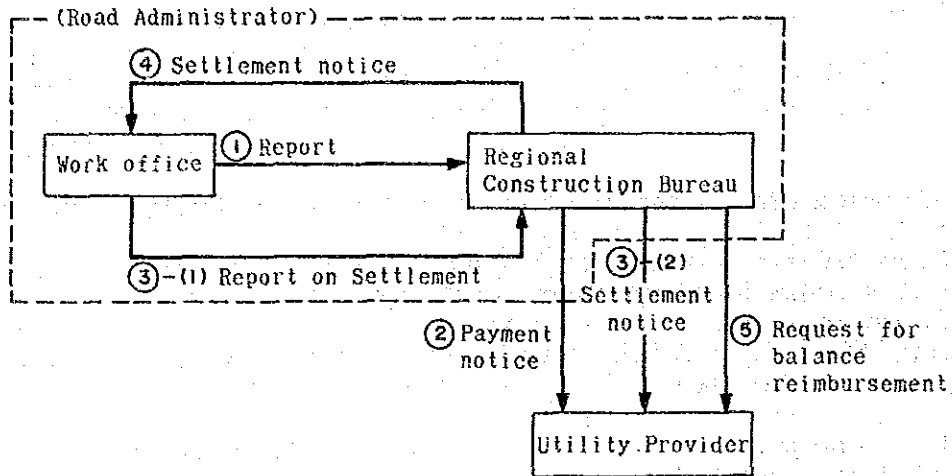 (Road Administrator)
④ Settlement notice
Work office
① Report
Regional
Construction Bureau
③-(1) Report on Settlement
③-(2)
Settlement
notice
② Payment
notice
⑤ Request for
balance
reimbursement
Utility Provider